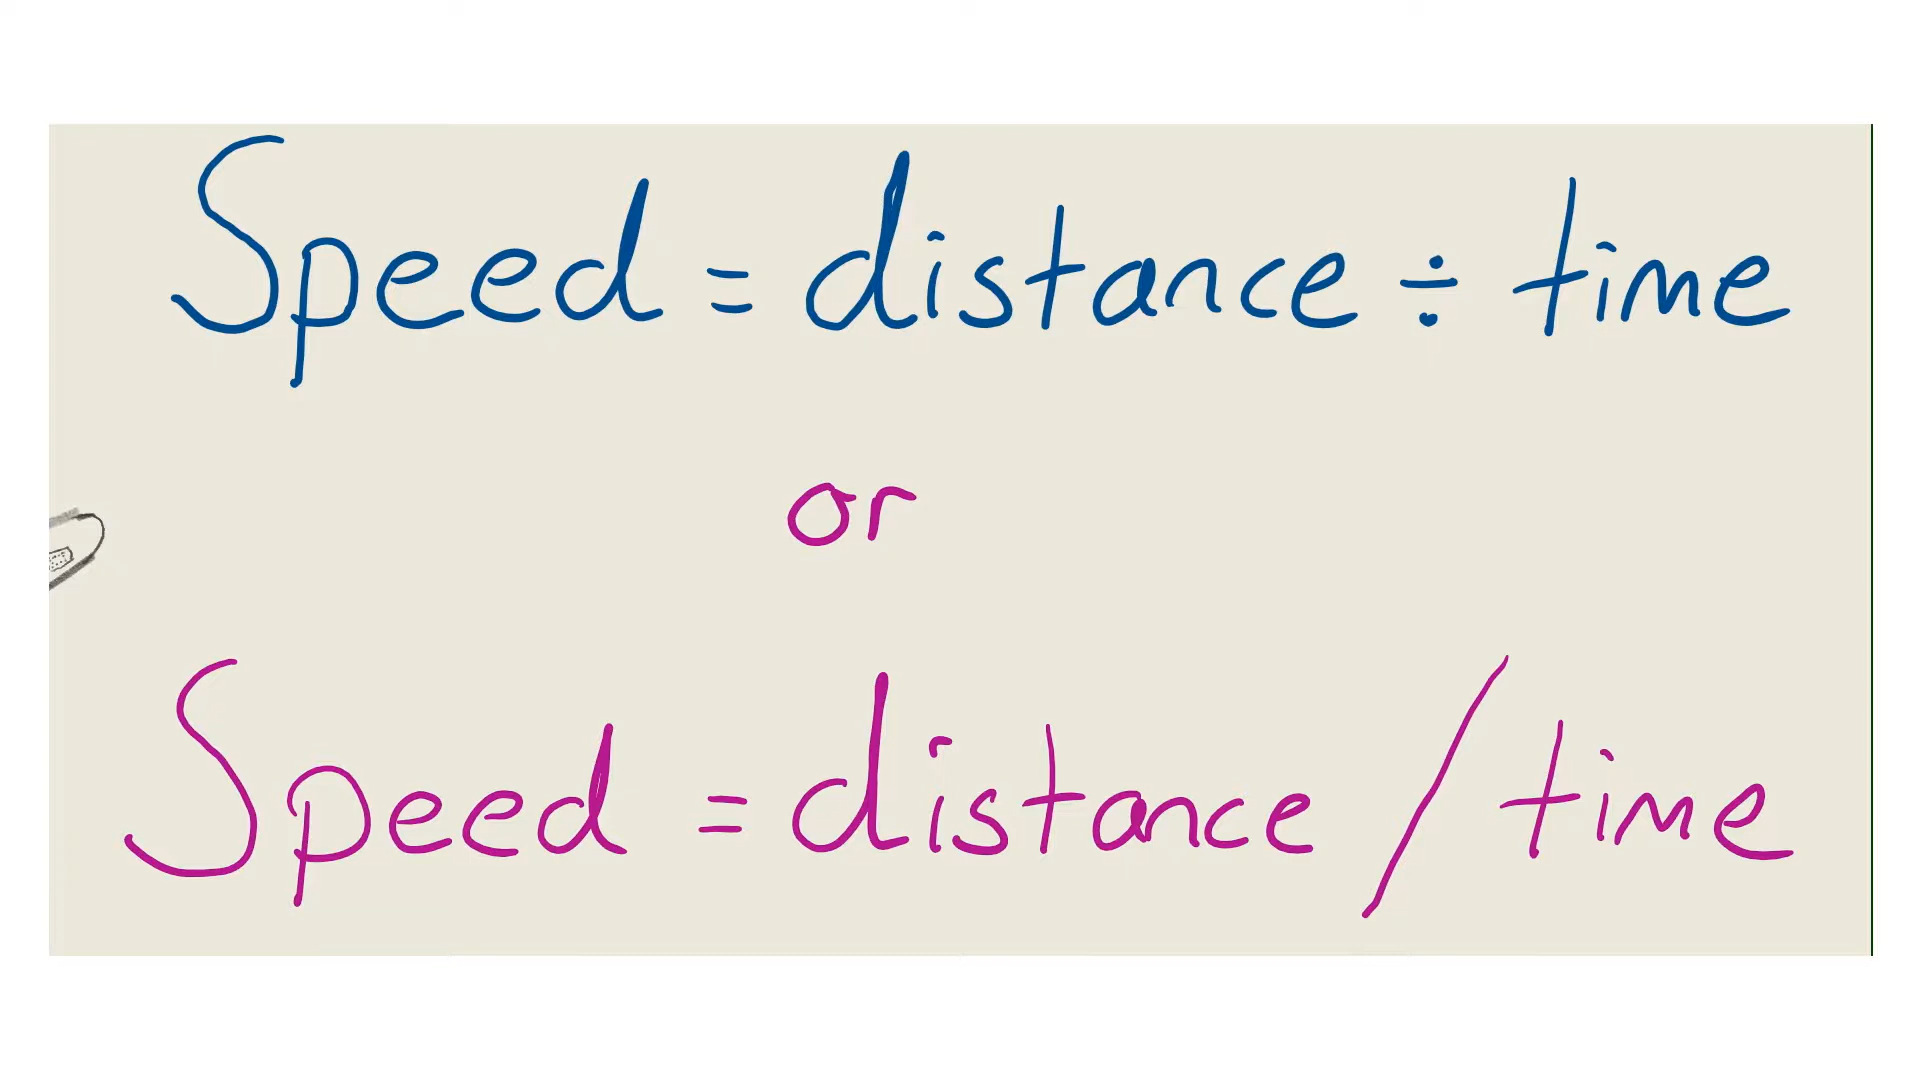 Speed = distance ÷ time
or
Speed = distance / time